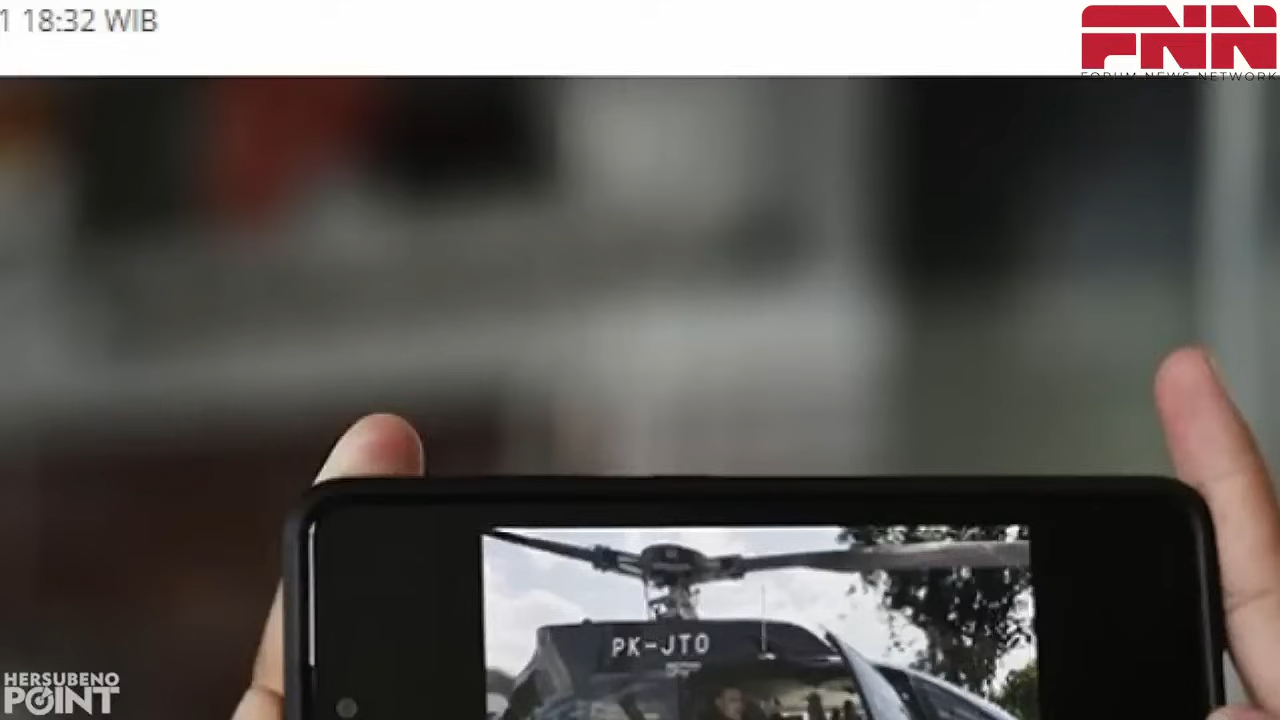 1 18:32 WIB
FNN
FORUM NEWS NETWORK
PK-JTO
HERSUBENO
POINT